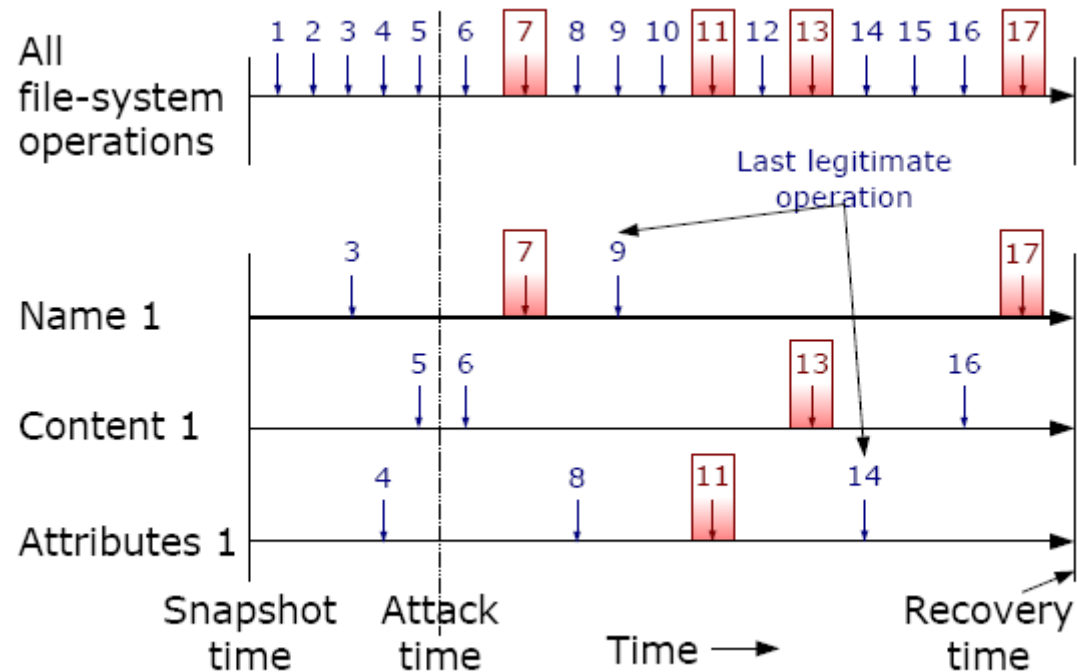 All
file-system
operations
1 2 3 4 5 6 7 8 9 10 11 12 13 14 15 16 17
Last legitimate
operation
Name 1
3 7 9 17
Content 1
5 6 13 16
Attributes 1
4 8 11 14
Snapshot
time
Attack
time
Time
Recovery
time